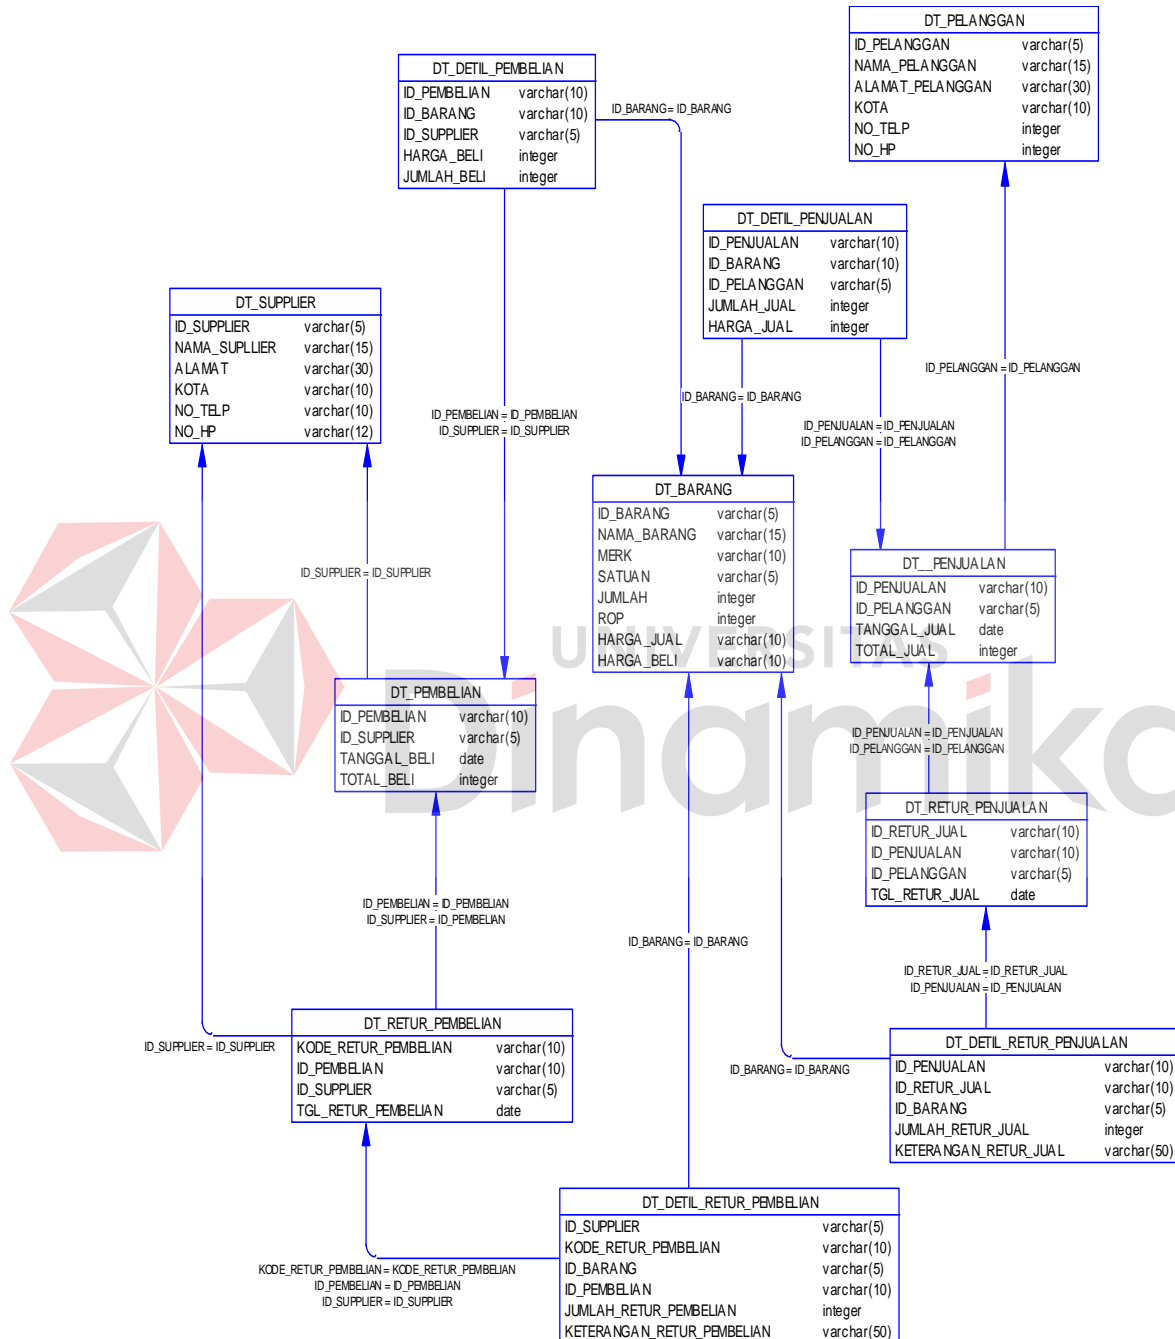 DT_PELANGGAN
ID_PELANGGAN varchar(5)
NAMA_PELANGGAN varchar(15)
ALAMAT_PELANGGAN varchar(30)
KOTA varchar(10)
NO_TELP integer
NO_HP integer
DT_DETIL_PEMBELIAN
ID_PEMBELIAN varchar(10)
ID_BARANG varchar(10)
ID_SUPPLIER varchar(5)
HARGA_BELI integer
JUMLAH_BELI integer
ID_BARANG = ID_BARANG
DT_DETIL_PENJUALAN
ID_PENJUALAN varchar(10)
ID_BARANG varchar(10)
ID_PELANGGAN varchar(5)
JUMLAH_JUAL integer
HARGA_JUAL integer
DT_SUPPLIER
ID_SUPPLIER varchar(5)
NAMA_SUPLLIER varchar(15)
ALAMAT varchar(30)
KOTA varchar(10)
NO_TELP varchar(10)
NO_HP varchar(12)
ID_PELANGGAN = ID_PELANGGAN
ID_BARANG = ID_BARANG
ID_PEMBELIAN = ID_PEMBELIAN
ID_SUPPLIER = ID_SUPPLIER
ID_PENJUALAN = ID_PENJUALAN
ID_PELANGGAN = ID_PELANGGAN
DT_BARANG
ID_BARANG varchar(5)
NAMA_BARANG varchar(15)
MERK varchar(10)
SATUAN varchar(5)
JUMLAH integer
ROP integer
HARGA_JUAL varchar(10)
HARGA_BELI varchar(10)
ID_SUPPLIER = ID_SUPPLIER
DT__PENJUALAN
ID_PENJUALAN varchar(10)
ID_PELANGGAN varchar(5)
TANGGAL_JUAL date
TOTAL_JUAL integer
UNIVERSITAS
Dinamika
DT_PEMBELIAN
ID_PEMBELIAN varchar(10)
ID_SUPPLIER varchar(5)
TANGGAL_BELI date
TOTAL_BELI integer
ID_PENJUALAN = ID_PENJUALAN
ID_PELANGGAN = ID_PELANGGAN
DT_RETUR_PENJUALAN
ID_RETUR_JUAL varchar(10)
ID_PENJUALAN varchar(10)
ID_PELANGGAN varchar(5)
TGL_RETUR_JUAL date
ID_PEMBELIAN = ID_PEMBELIAN
ID_SUPPLIER = ID_PEMBELIAN
ID_BARANG = ID_BARANG
ID_RETUR_JUAL = ID_RETUR_JUAL
ID_PENJUALAN = ID_PENJUALAN
DT_RETUR_PEMBELIAN
KODE_RETUR_PEMBELIAN varchar(10)
ID_PEMBELIAN varchar(10)
ID_SUPPLIER varchar(5)
TGL_RETUR_PEMBELIAN date
ID_SUPPLIER = ID_SUPPLIER
DT_DETIL_RETUR_PENJUALAN
ID_PENJUALAN varchar(10)
ID_RETUR_JUAL varchar(10)
ID_BARANG varchar(5)
JUMLAH_RETUR_JUAL integer
KETERANGAN_RETUR_JUAL varchar(50)
ID_BARANG = ID_BARANG
DT_DETIL_RETUR_PEMBELIAN
ID_SUPPLIER varchar(5)
KODE_RETUR_PEMBELIAN varchar(10)
ID_BARANG varchar(5)
ID_PEMBELIAN varchar(10)
JUMLAH_RETUR_PEMBELIAN integer
KETERANGAN_RETUR_PEMBELIAN varchar(50)
KODE_RETUR_PEMBELIAN = KODE_RETUR_PEMBELIAN
ID_PEMBELIAN = ID_PEMBELIAN
ID_SUPPLIER = ID_SUPPLIER